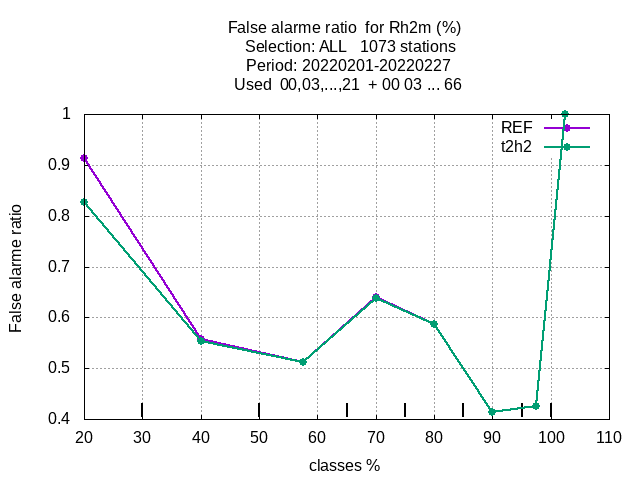 False alarme ratio  for Rh2m (%)
Selection: ALL   1073 stations
Period: 20220201-20220227
Used  00,03,...,21  + 00 03 ... 66
REF
t2h2
1
0.9
0.8
0.7
0.6
0.5
0.4
False alarme ratio
20 30 40 50 60 70 80 90 100 110
classes %